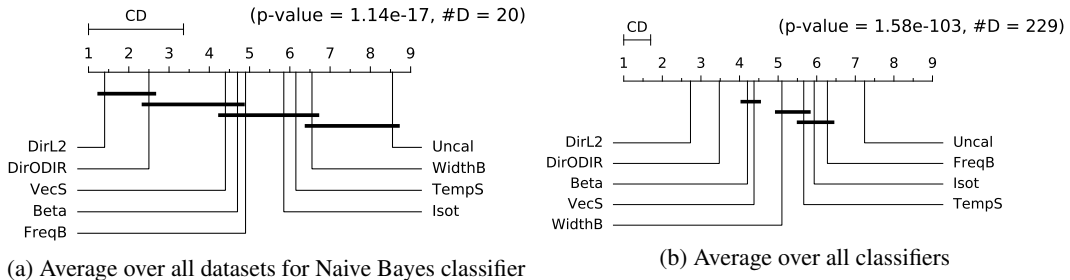 CD
(p-value = 1.14e-17, #D = 20)
1 2 3 4 5 6 7 8 9
DirL2
DirODIR
VecS
Beta
FreqB
Uncal
WidthB
TempS
Isot
(a) Average over all datasets for Naive Bayes classifier
CD
(p-value = 1.58e-103, #D = 229)
1 2 3 4 5 6 7 8 9
DirL2
DirODIR
Beta
VecS
WidthB
Uncal
FreqB
Isot
TempS
(b) Average over all classifiers